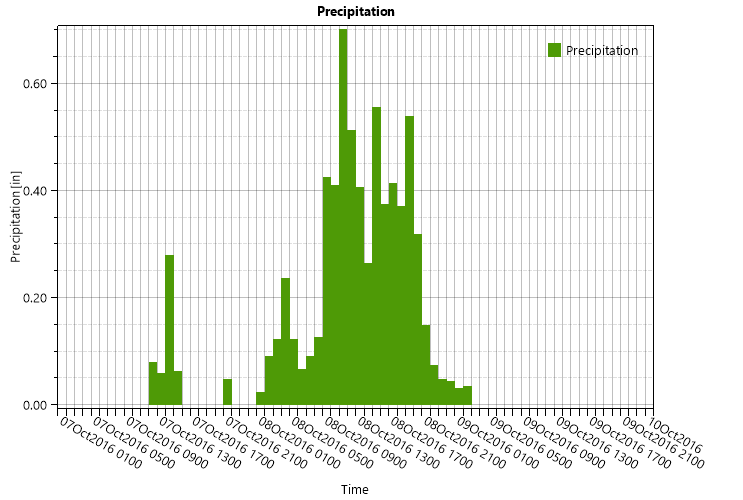 Precipitation
Precipitation
0.60
0.40
0.20
0.00
Precipitation[in]
07Oct2016 0100
07Oct2016 0500
07Oct2016 0900
07Oct2016 1300
07Oct2016 1700
07Oct2016 2100
08Oct2016 0100
08Oct2016 0500
08Oct2016 0900
08Oct2016 1300
08Oct2016 1700
08Oct2016 2100
09Oct2016 0100
09Oct2016 0500
09Oct2016 0900
09Oct2016 1300
09Oct2016 1700
09Oct2016 2100
10Oct2016
Time